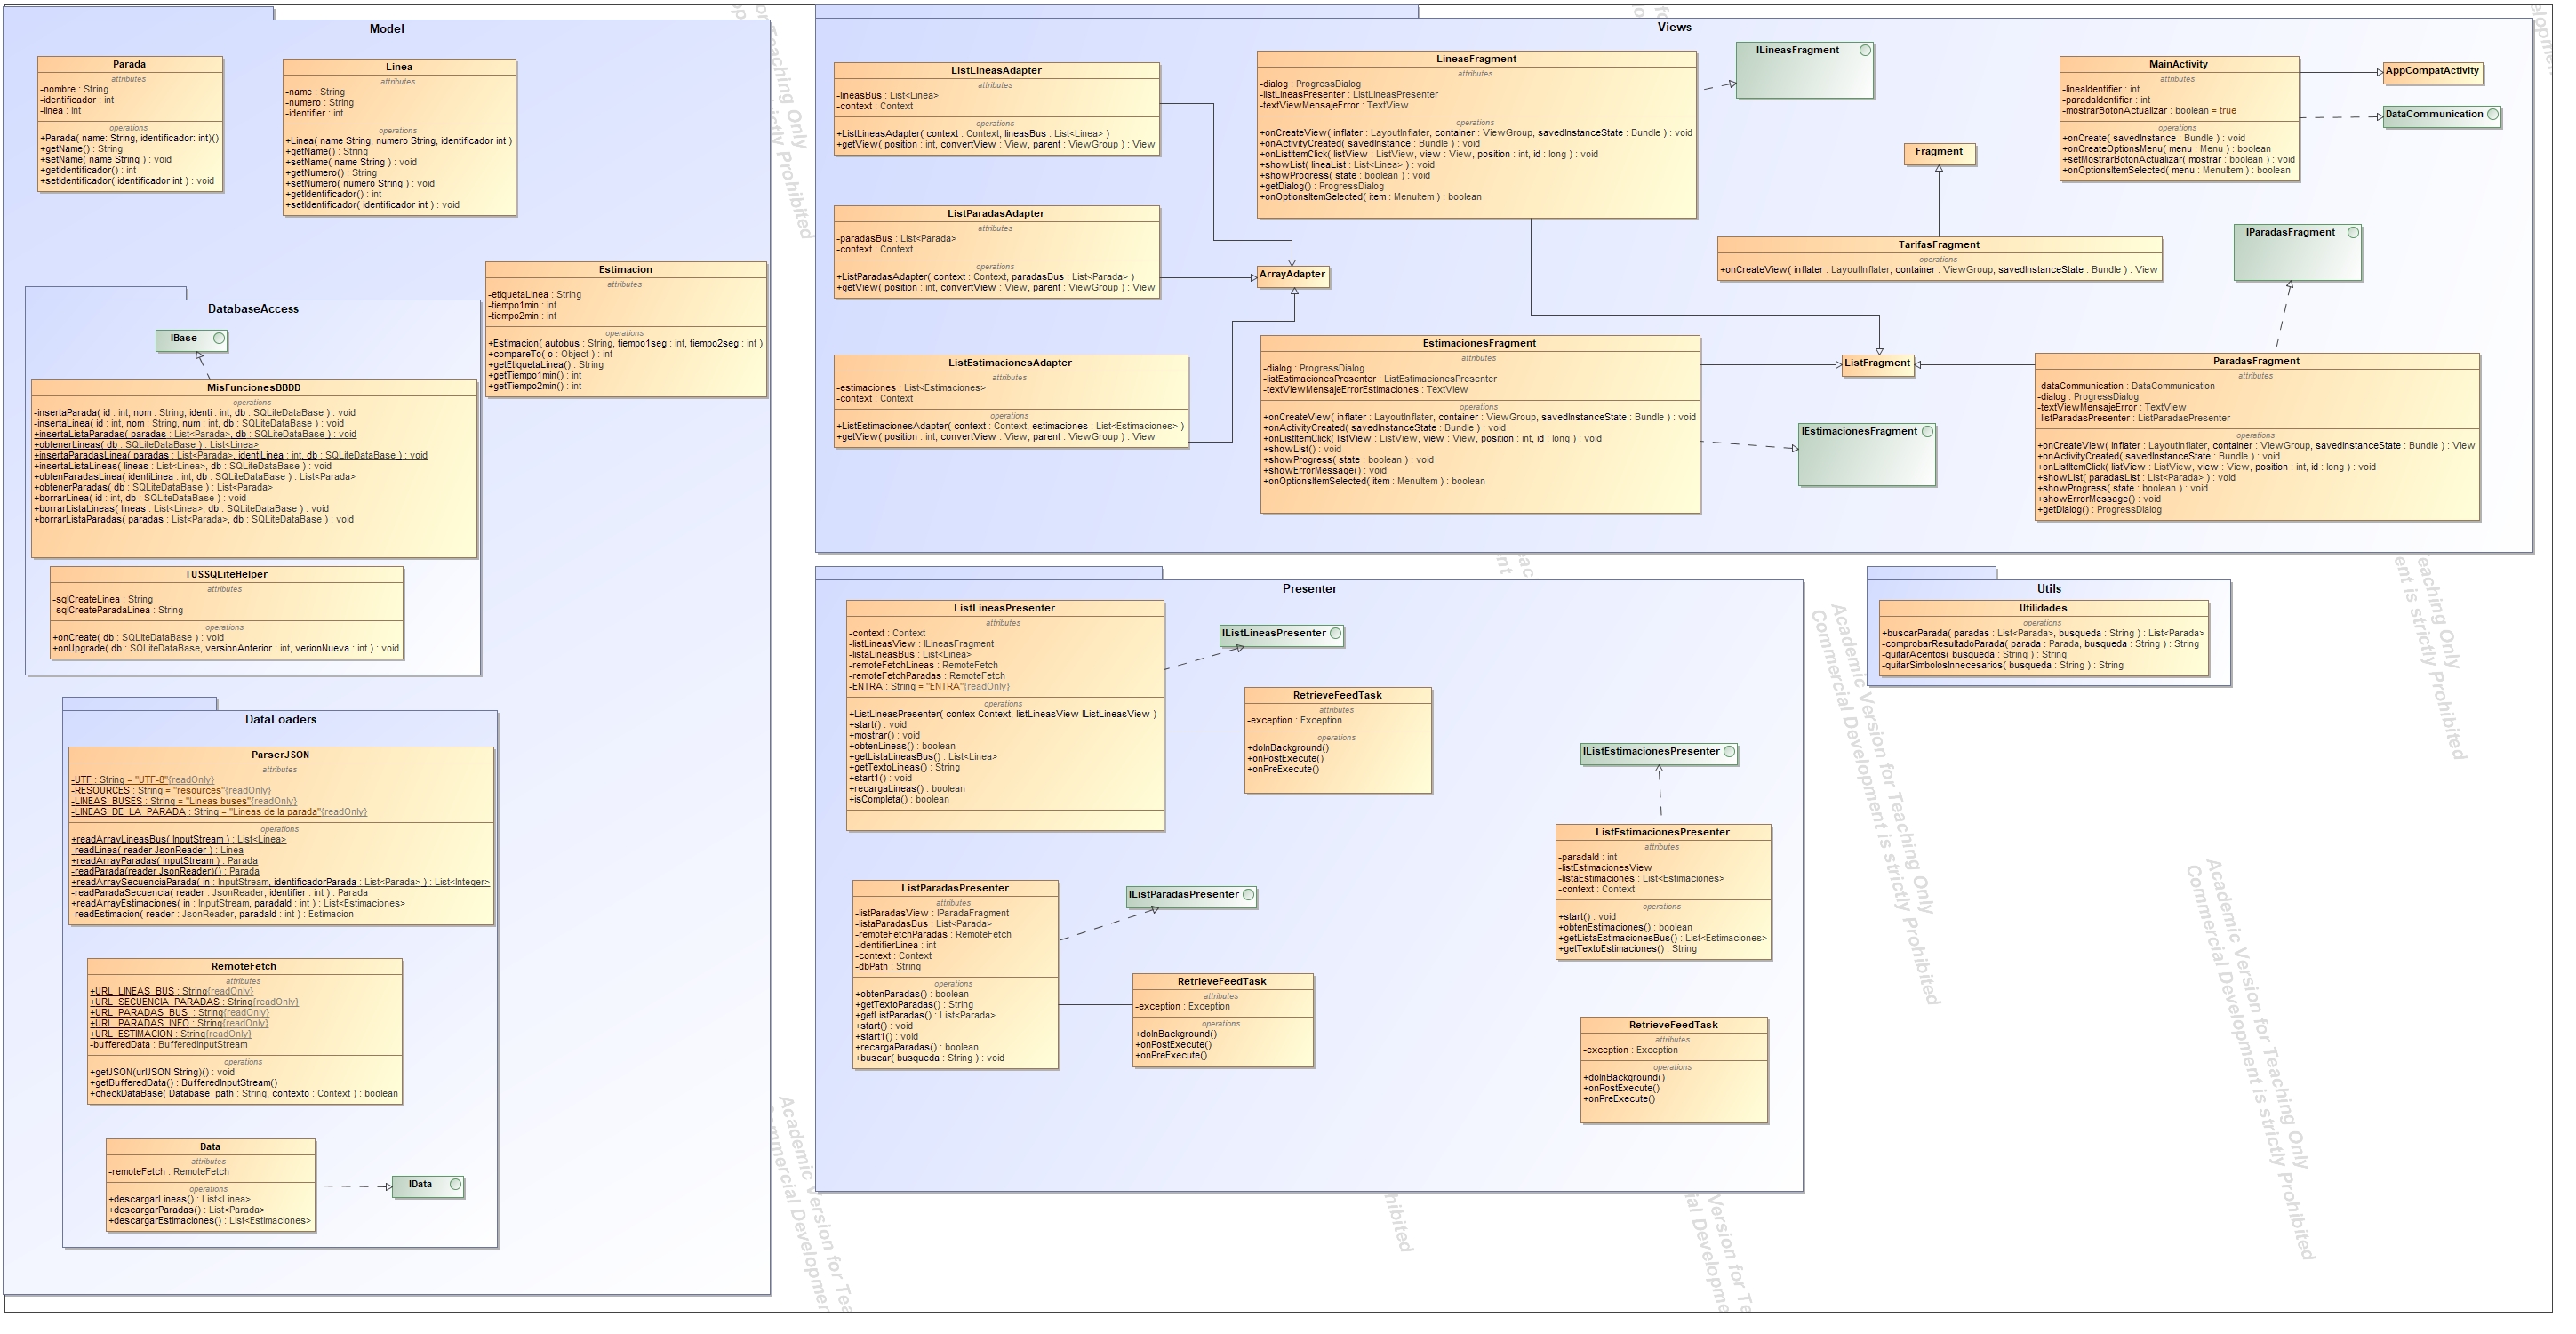 Model
Parada
attributes
-nombre : String
-identificador : int
-linea : int
operations
+Parada( name: String, identificador: int)()
+getName() : String
+setName( name String ) : void
+getIdentificador() : int
+setIdentificador( identificador int ) : void
Linea
attributes
-name : String
-numero : String
-identifier : int
operations
+Linea( name String, numero String, identificador int )
+getName() : String
+setName( name String ) : void
+getNumero() : String
+setNumero( numero String ) : void
+getIdentificador() : int
+setIdentificador( identificador int ) : void
Estimacion
attributes
-etiquetaLinea : String
-tiempo1min : int
-tiempo2min : int
operations
+Estimacion( autobus : String, tiempo1seg : int, tiempo2seg : int )
+compareTo( o : Object ) : int
+getEtiquetaLinea() : String
+getTiempo1min() : int
+getTiempo2min() : int
DatabaseAccess
IBase
MisFuncionesBBDD
operations
-insertaParada( id : int, nom : String, identi : int, db : SQLiteDataBase ) : void
-insertaLinea( id : int, nom : String, num : int, db : SQLiteDataBase ) : void
+insertaListaParadas( paradas : List<Parada>, db : SQLiteDataBase ) : void
+obtenerLineas( db : SQLiteDataBase ) : List<Linea>
+insertaParadasLinea( paradas : List<Parada>, identiLinea : int, db : SQLiteDataBase ) : void
+insertaListaLineas( lineas : List<Linea>, db : SQLiteDataBase ) : void
+obtenParadasLinea( identiLinea : int, db : SQLiteDataBase ) : List<Parada>
+obtenerParadas( db : SQLiteDataBase ) : List<Parada>
+borrarLinea( id : int, db : SQLiteDataBase ) : void
+borrarListaLineas( lineas : List<Linea>, db : SQLiteDataBase ) : void
+borrarListaParadas( paradas : List<Parada>, db : SQLiteDataBase ) : void
TUSSQLiteHelper
attributes
-sqlCreateLinea : String
-sqlCreateParadaLinea : String
operations
+onCreate( db : SQLiteDataBase ) : void
+onUpgrade( db : SQLiteDataBase, versionAnterior : int, verionNueva : int ) : void
DataLoaders
ParserJSON
attributes
-UTF : String = "UTF-8"{readOnly}
-RESOURCES : String = "resources"{readOnly}
-LINEAS_BUSES : String = "Lineas buses"{readOnly}
-LINEAS_DE_LA_PARADA : String = "Lineas de la parada"{readOnly}
operations
+readArrayLineasBus( InputStream ) : List<Linea>
-readLinea( reader JsonReader ) : Linea
+readArrayParadas( InputStream ) : Parada
-readParada(reader JsonReader)() : Parada
+readArraySecuenciaParada( in : InputStream, identificadorParada : List<Parada> ) : List<Integer>
-readParadaSecuencia( reader : JsonReader, identifier : int ) : Parada
+readArrayEstimaciones( in : InputStream, paradaId : int ) : List<Estimaciones>
-readEstimacion( reader : JsonReader, paradaId : int ) : Estimacion
RemoteFetch
attributes
+URL_LINEAS_BUS : String{readOnly}
+URL_SECUENCIA_PARADAS : String{readOnly}
+URL_PARADAS_BUS_ : String{readOnly}
+URL_PARADAS_INFO : String{readOnly}
+URL_ESTIMACION : String{readOnly}
-bufferedData : BufferedInputStream
operations
+getJSON(urlJSON String)() : void
+getBufferedData() : BufferedInputStream()
+checkDataBase( Database_path : String, contexto : Context ) : boolean
Data
attributes
-remoteFetch : RemoteFetch
operations
+descargarLineas() : List<Linea>
+descargarParadas() : List<Parada>
+descargarEstimaciones() : List<Estimaciones>
IData
Views
ListLineasAdapter
attributes
-lineasBus : List<Linea>
-context : Context
operations
+ListLineasAdapter( context : Context, lineasBus : List<Linea> )
+getView( position : int, convertView : View, parent : ViewGroup ) : View
ListParadasAdapter
attributes
-paradasBus : List<Parada>
-context : Context
operations
+ListParadasAdapter( context : Context, paradasBus : List<Parada> )
+getView( position : int, convertView : View, parent : ViewGroup ) : View
ListEstimacionesAdapter
attributes
-estimaciones : List<Estimaciones>
-context : Context
operations
+ListEstimacionesAdapter( context : Context, estimaciones : List<Estimaciones> )
+getView( position : int, convertView : View, parent : ViewGroup ) : View
ArrayAdapter
LineasFragment
attributes
-dialog : ProgressDialog
-listLineasPresenter : ListLineasPresenter
-textViewMensajeError : TextView
operations
+onCreateView( inflater : LayoutInflater, container : ViewGroup, savedInstanceState : Bundle ) : void
+onActivityCreated( savedInstance : Bundle ) : void
+onListItemClick( listView : ListView, view : View, position : int, id : long ) : void
+showList( lineaList : List<Linea> ) : void
+showProgress( state : boolean ) : void
+getDialog() : ProgressDialog
+onOptionsItemSelected( item : MenuItem ) : boolean
ILineasFragment
EstimacionesFragment
attributes
-dialog : ProgressDialog
-listEstimacionesPresenter : ListEstimacionesPresenter
-textViewMensajeErrorEstimaciones : TextView
operations
+onCreateView( inflater : LayoutInflater, container : ViewGroup, savedInstanceState : Bundle ) : void
+onActivityCreated( savedInstanceState : Bundle ) : void
+onListItemClick( listView : ListView, view : View, position : int, id : long ) : void
+showList() : void
+showProgress( state : boolean ) : void
+showErrorMessage() : void
+onOptionsItemSelected( item : MenuItem ) : boolean
IEstimacionesFragment
ListFragment
Fragment
TarifasFragment
operations
+onCreateView( inflater : LayoutInflater, container : ViewGroup, savedInstanceState : Bundle ) : View
MainActivity
attributes
-lineaIdentifier : int
-paradaIdentifier : int
-mostrarBotonActualizar : boolean = true
operations
+onCreate( savedInstance : Bundle ) : void
+onCreateOptionsMenu( menu : Menu ) : boolean
+setMostrarBotonActualizar( mostrar : boolean ) : void
+onOptionsItemSelected( menu : MenuItem ) : boolean
AppCompatActivity
DataCommunication
IParadasFragment
ParadasFragment
attributes
-dataCommunication : DataCommunication
-dialog : ProgressDialog
-textViewMensajeError : TextView
-listParadasPresenter : ListParadasPresenter
operations
+onCreateView( inflater : LayoutInflater, container : ViewGroup, savedInstanceState : Bundle ) : View
+onActivityCreated( savedInstanceState : Bundle ) : void
+onListItemClick( listView : ListView, view : View, position : int, id : long ) : void
+showList( paradasList : List<Parada> ) : void
+showProgress( state : boolean ) : void
+showErrorMessage() : void
+getDialog() : ProgressDialog
Presenter
ListLineasPresenter
attributes
-context : Context
-listLineasView : ILineasFragment
-listaLineasBus : List<Linea>
-remoteFetchLineas : RemoteFetch
-remoteFetchParadas : RemoteFetch
-ENTRA : String = "ENTRA"{readOnly}
operations
+ListLineasPresenter( contex Context, listLineasView IListLineasView )
+start() : void
+mostrar() : void
+obtenLineas() : boolean
+getListaLineasBus() : List<Linea>
+getTextoLineas() : String
+start1() : void
+recargaLineas() : boolean
+isCompleta() : boolean
IListLineasPresenter
RetrieveFeedTask
attributes
-exception : Exception
operations
+doInBackground()
+onPostExecute()
+onPreExecute()
ListParadasPresenter
attributes
-listParadasView : IParadaFragment
-listaParadasBus : List<Parada>
-remoteFetchParadas : RemoteFetch
-identifierLinea : int
-context : Context
-dbPath : String
operations
+obtenParadas() : boolean
+getTextoParadas() : String
+getListParadas() : List<Parada>
+start() : void
+start1() : void
+recargaParadas() : boolean
+buscar( busqueda : String ) : void
IListParadasPresenter
RetrieveFeedTask
attributes
-exception : Exception
operations
+doInBackground()
+onPostExecute()
+onPreExecute()
IListEstimacionesPresenter
ListEstimacionesPresenter
attributes
-paradaId : int
-listEstimacionesView
-listaEstimaciones : List<Estimaciones>
-context : Context
operations
+start() : void
+obtenEstimaciones() : boolean
+getListaEstimacionesBus() : List<Estimaciones>
+getTextoEstimaciones() : String
RetrieveFeedTask
attributes
-exception : Exception
operations
+doInBackground()
+onPostExecute()
+onPreExecute()
Utils
Utilidades
operations
+buscarParada( paradas : List<Parada>, busqueda : String ) : List<Parada>
-comprobarResultadoParada( parada : Parada, busqueda : String ) : String
-quitarAcentos( busqueda : String ) : String
-quitarSimbolosInnecesarios( busqueda : String ) : String
Academic Version for Teaching Only
Commercial Development is strictly Prohibited
Academic Version for Teaching Only
Commercial Development is strictly Prohibited